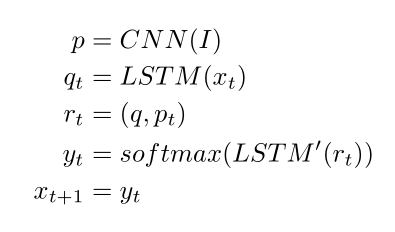 p = CNN(I)
q_t = LSTM(x_t)
r_t = (q, p_t)
y_t = softmax(LSTM'(r_t))
x_{t+1} = y_t